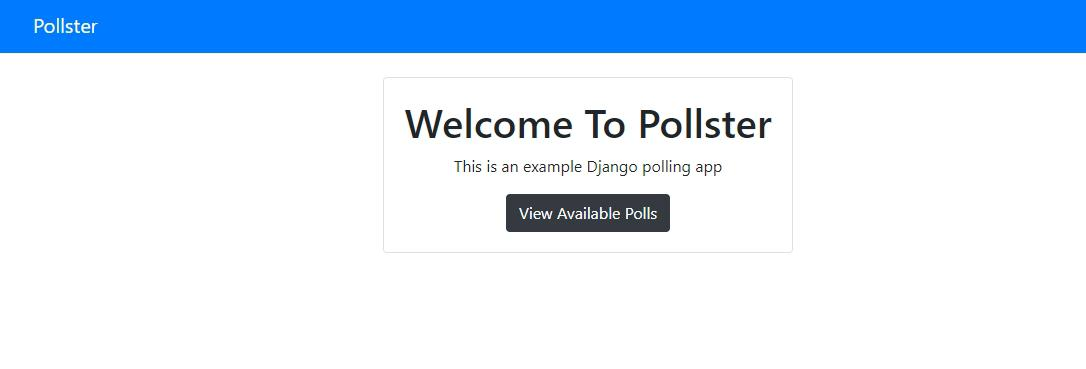 Pollster
Welcome To Pollster
This is an example Django polling app
View Available Polls